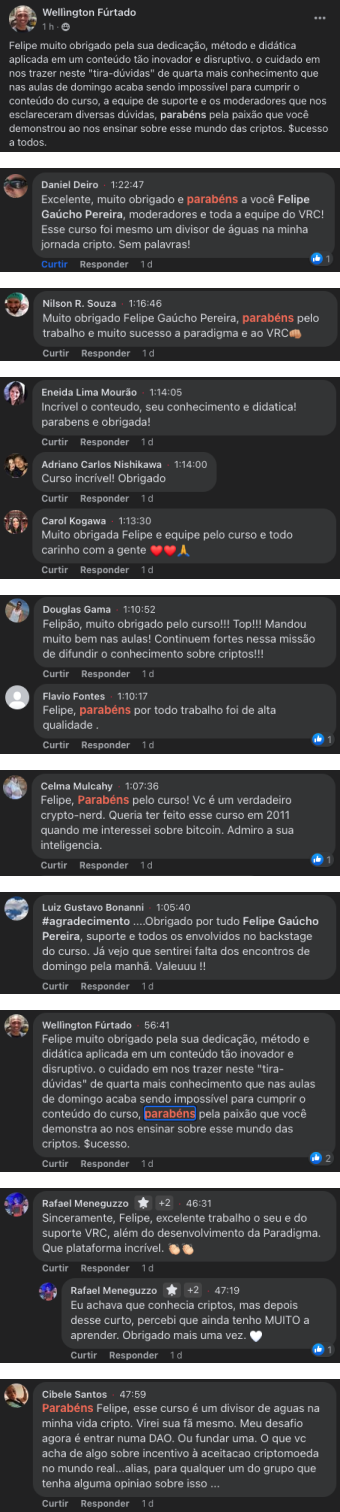 Wellington Fúrtado
1 h
Felipe muito obrigado pela sua dedicação, método e didática
aplicada em um conteúdo tão inovador e disruptivo. o cuidado em
nos trazer neste "tira-dúvidas" de quarta mais conhecimento que
nas aulas de domingo acaba sendo impossível para cumprir o
conteúdo do curso, a equipe de suporte e os moderadores que nos
esclareceram diversas dúvidas, parabéns pela paixão que você
demonstrou ao nos ensinar sobre esse mundo das criptos. $ucesso
a todos.
Daniel Deiro · 1:22:47
Excelente, muito obrigado e parabéns a você Felipe
Gaúcho Pereira, moderadores e toda a equipe do VRC!
Esse curso foi mesmo um divisor de águas na minha
jornada cripto. Sem palavras!
1
Curtir Responder 1 d
Nilson R. Souza · 1:16:46
Muito obrigado Felipe Gaúcho Pereira, parabéns pelo
trabalho e muito sucesso a paradigma e ao VRC👊🏼
Curtir Responder 1 d
Eneida Lima Mourão · 1:14:05
Incrivel o conteudo, seu conhecimento e didatica!
parabens e obrigada!
Curtir Responder 1 d
Adriano Carlos Nishikawa · 1:14:00
Curso incrível! Obrigado
Curtir Responder 1 d
Carol Kogawa · 1:13:30
Muito obrigada Felipe e equipe pelo curso e todo
carinho com a gente ❤️❤️🙏
Curtir Responder 1 d
Douglas Gama · 1:10:52
Felipão, muito obrigado pelo curso!!! Top!!! Mandou
muito bem nas aulas! Continuem fortes nessa missão
de difundir o conhecimento sobre criptos!!!
Curtir Responder 1 d
Flavio Fontes · 1:10:17
Felipe, parabéns por todo trabalho foi de alta
qualidade .
1
Curtir Responder 1 d
Celma Mulcahy · 1:07:36
Felipe, Parabéns pelo curso! Vc é um verdadeiro
crypto-nerd. Queria ter feito esse curso em 2011
quando me interessei sobre bitcoin. Admiro a sua
inteligencia.
1
Curtir Responder 1 d
Luiz Gustavo Bonanni · 1:05:40
#agradecimento ....Obrigado por tudo Felipe Gaúcho
Pereira, suporte e todos os envolvidos no backstage
do curso. Já vejo que sentirei falta dos encontros de
domingo pela manhã. Valeuuu !!
Curtir Responder 1 d
Wellington Fúrtado · 56:41
Felipe muito obrigado pela sua dedicação, método e
didática aplicada em um conteúdo tão inovador e
disruptivo. o cuidado em nos trazer neste "tira-
dúvidas" de quarta mais conhecimento que nas aulas
de domingo acaba sendo impossível para cumprir o
conteúdo do curso, parabéns pela paixão que você
demonstra ao nos ensinar sobre esse mundo das
criptos. $ucesso.
2
Curtir Responder 1 d
Rafael Meneguzzo +2 · 46:31
Sinceramente, Felipe, excelente trabalho o seu e do
suporte VRC, além do desenvolvimento da Paradigma.
Que plataforma incrível. 👏🏻👏🏻
Curtir Responder 1 d
Rafael Meneguzzo +2 · 47:19
Eu achava que conhecia criptos, mas depois
desse curto, percebi que ainda tenho MUITO a
aprender. Obrigado mais uma vez. 🤍
1
Curtir Responder 1 d
Cibele Santos · 47:59
Parabéns Felipe, esse curso é um divisor de aguas na
minha vida cripto. Virei sua fã mesmo. Meu desafio
agora é entrar numa DAO. Ou fundar uma. O que vc
acha de algo sobre incentivo à aceitacao criptomoeda
no mundo real...alias, para qualquer um do grupo que
tenha alguma opiniao sobre isso ...
Curtir Responder 1 d